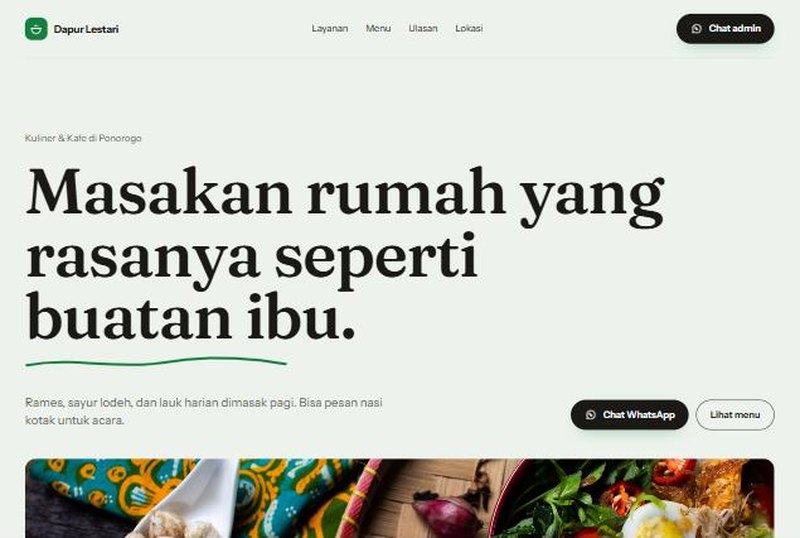 Dapur Lestari
Layanan
Menu
Ulasan
Lokasi
Chat admin
Kuliner & Kafe di Ponorogo
Masakan rumah yang
rasanya seperti
buatan ibu.
Rames, sayur lodeh, dan lauk harian dimasak pagi. Bisa pesan nasi
kotak untuk acara.
Chat WhatsApp
Lihat menu